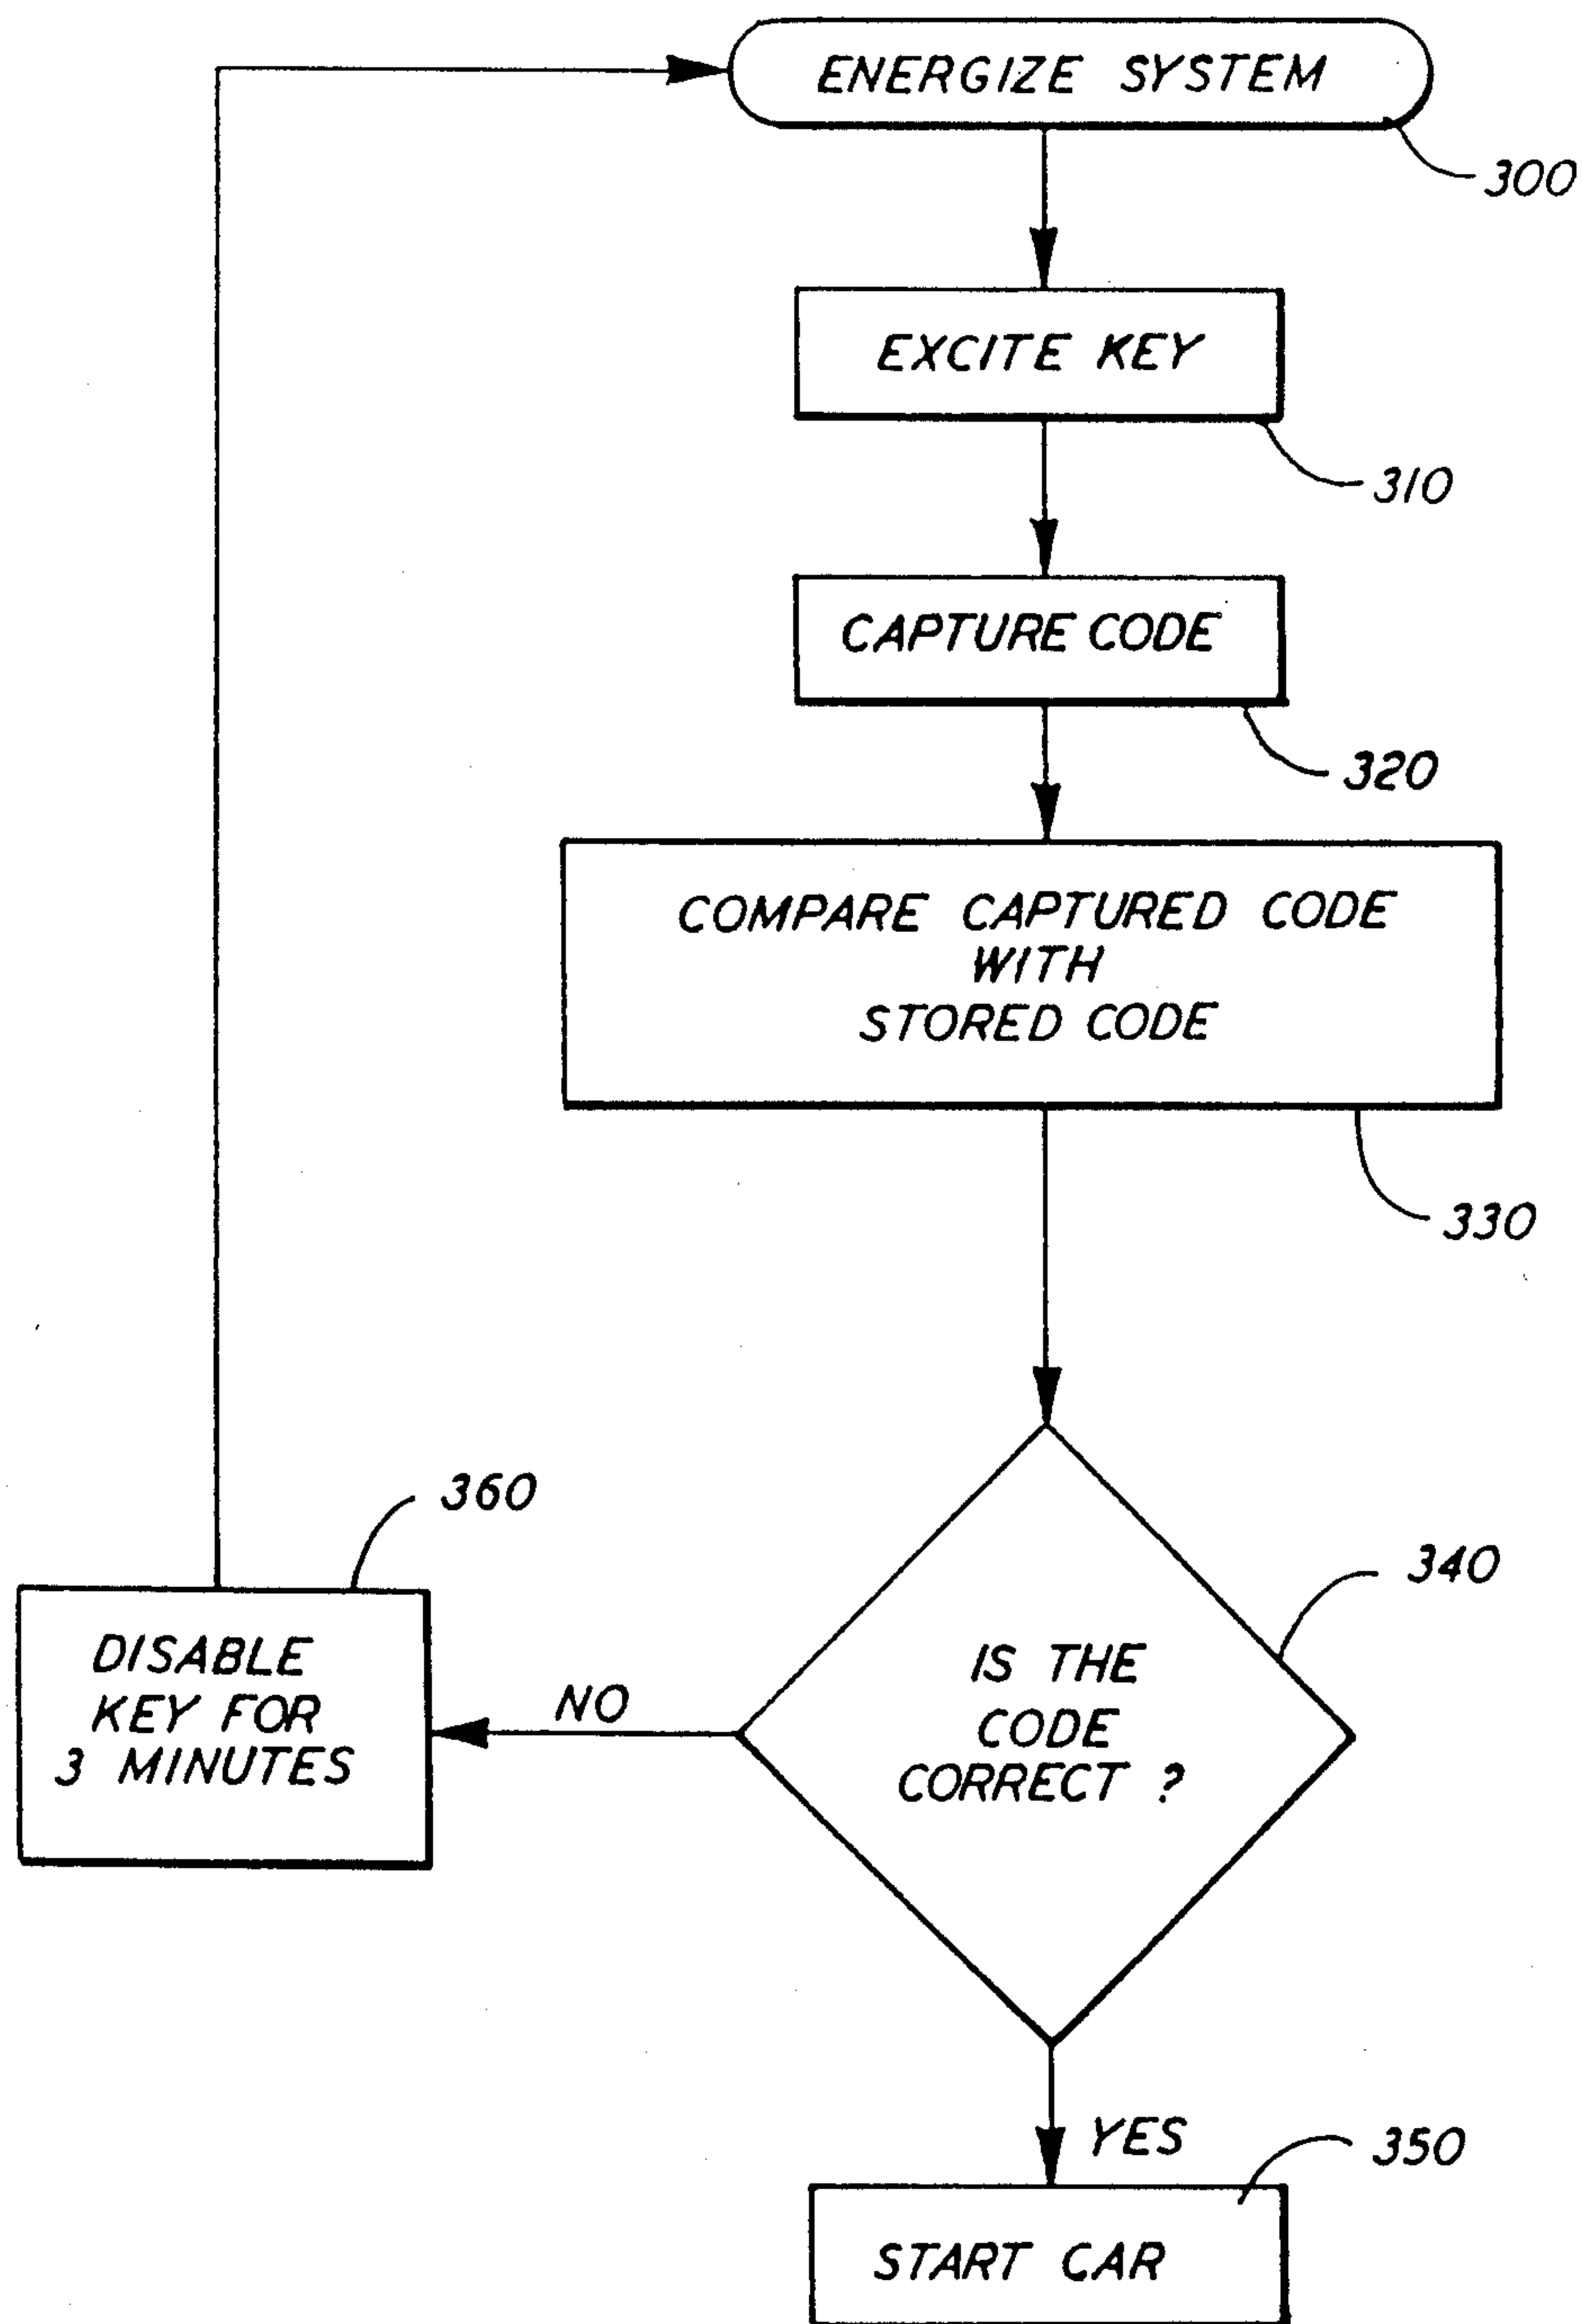 ENERGIZE SYSTEM
300
EXCITE KEY
310
CAPTURE CODE
320
COMPARE CAPTURED CODE
WITH
STORED CODE
330
360
340
DISABLE
KEY FOR
3 MINUTES
NO
IS THE
CODE
CORRECT ?
YES
350
START CAR